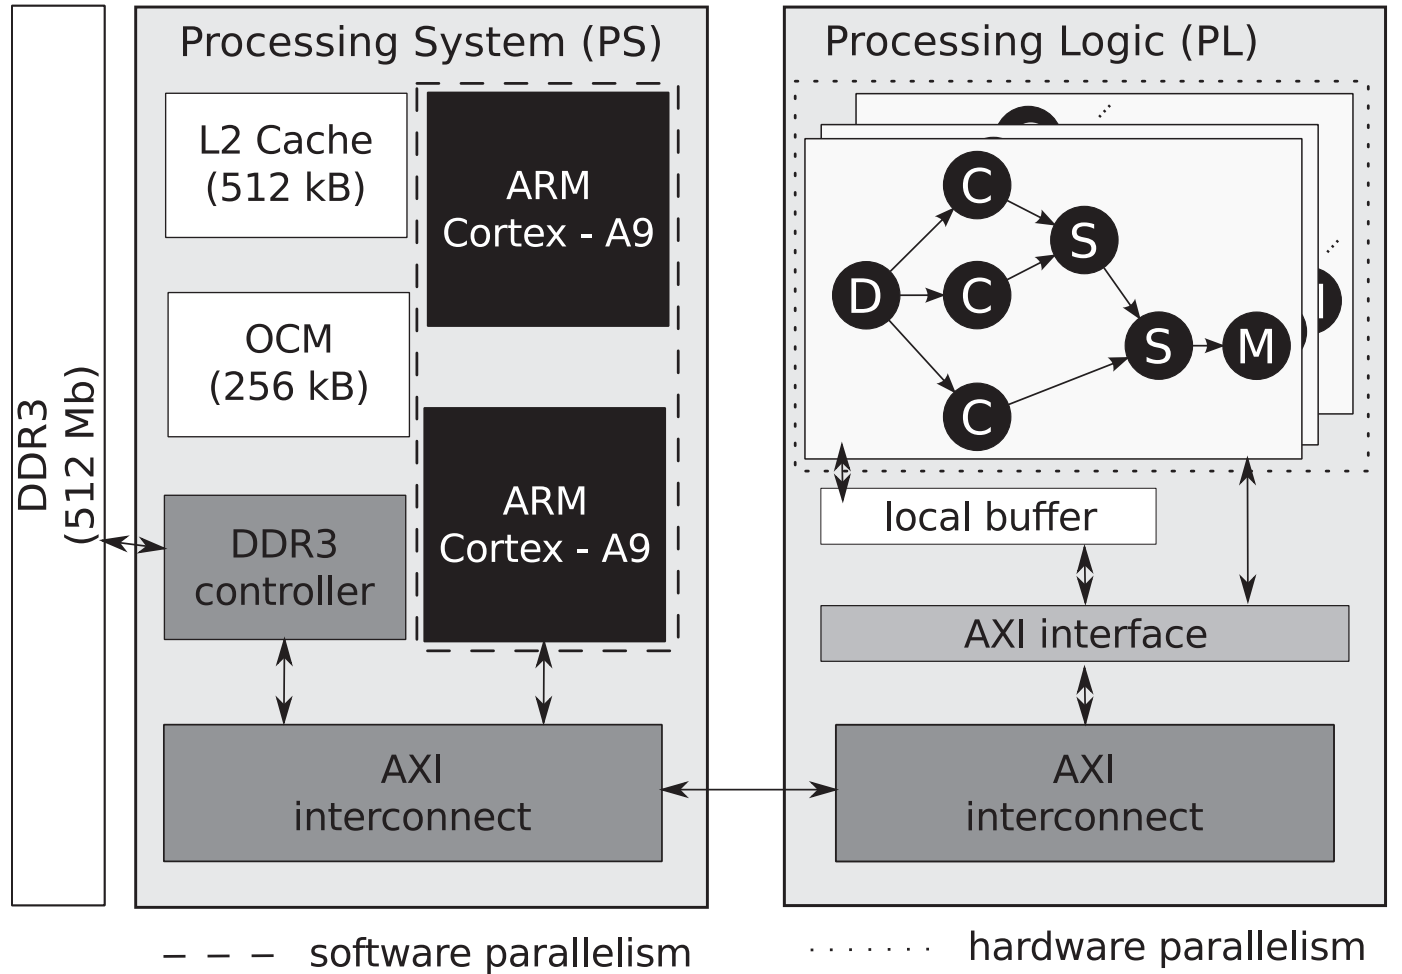 Processing System (PS)
L2 Cache
(512 kB)
ARM
Cortex - A9
OCM
(256 kB)
DDR3
(512 Mb)
DDR3
controller
ARM
Cortex - A9
AXI
interconnect
software parallelism
Processing Logic (PL)
C
S
D
C
S
M
C
local buffer
AXI interface
AXI
interconnect
hardware parallelism